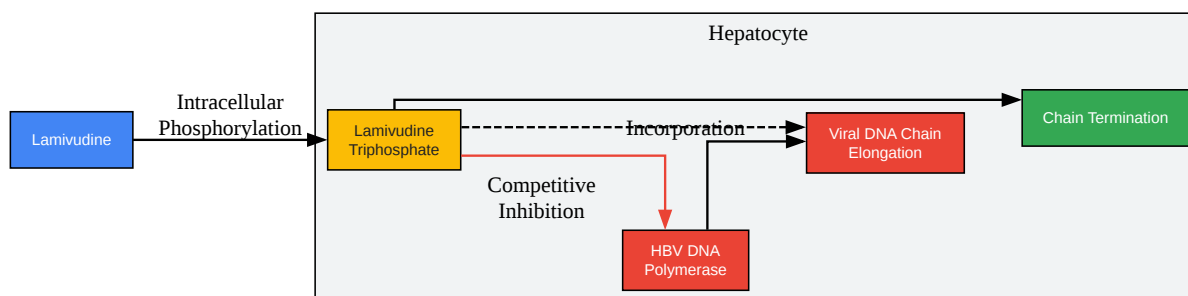 Hepatocyte
Intracellular
Phosphorylation
Lamivudine
Lamivudine
Triphosphate
Incorporation
Viral DNA Chain
Elongation
Chain Termination
Competitive
Inhibition
HBV DNA
Polymerase